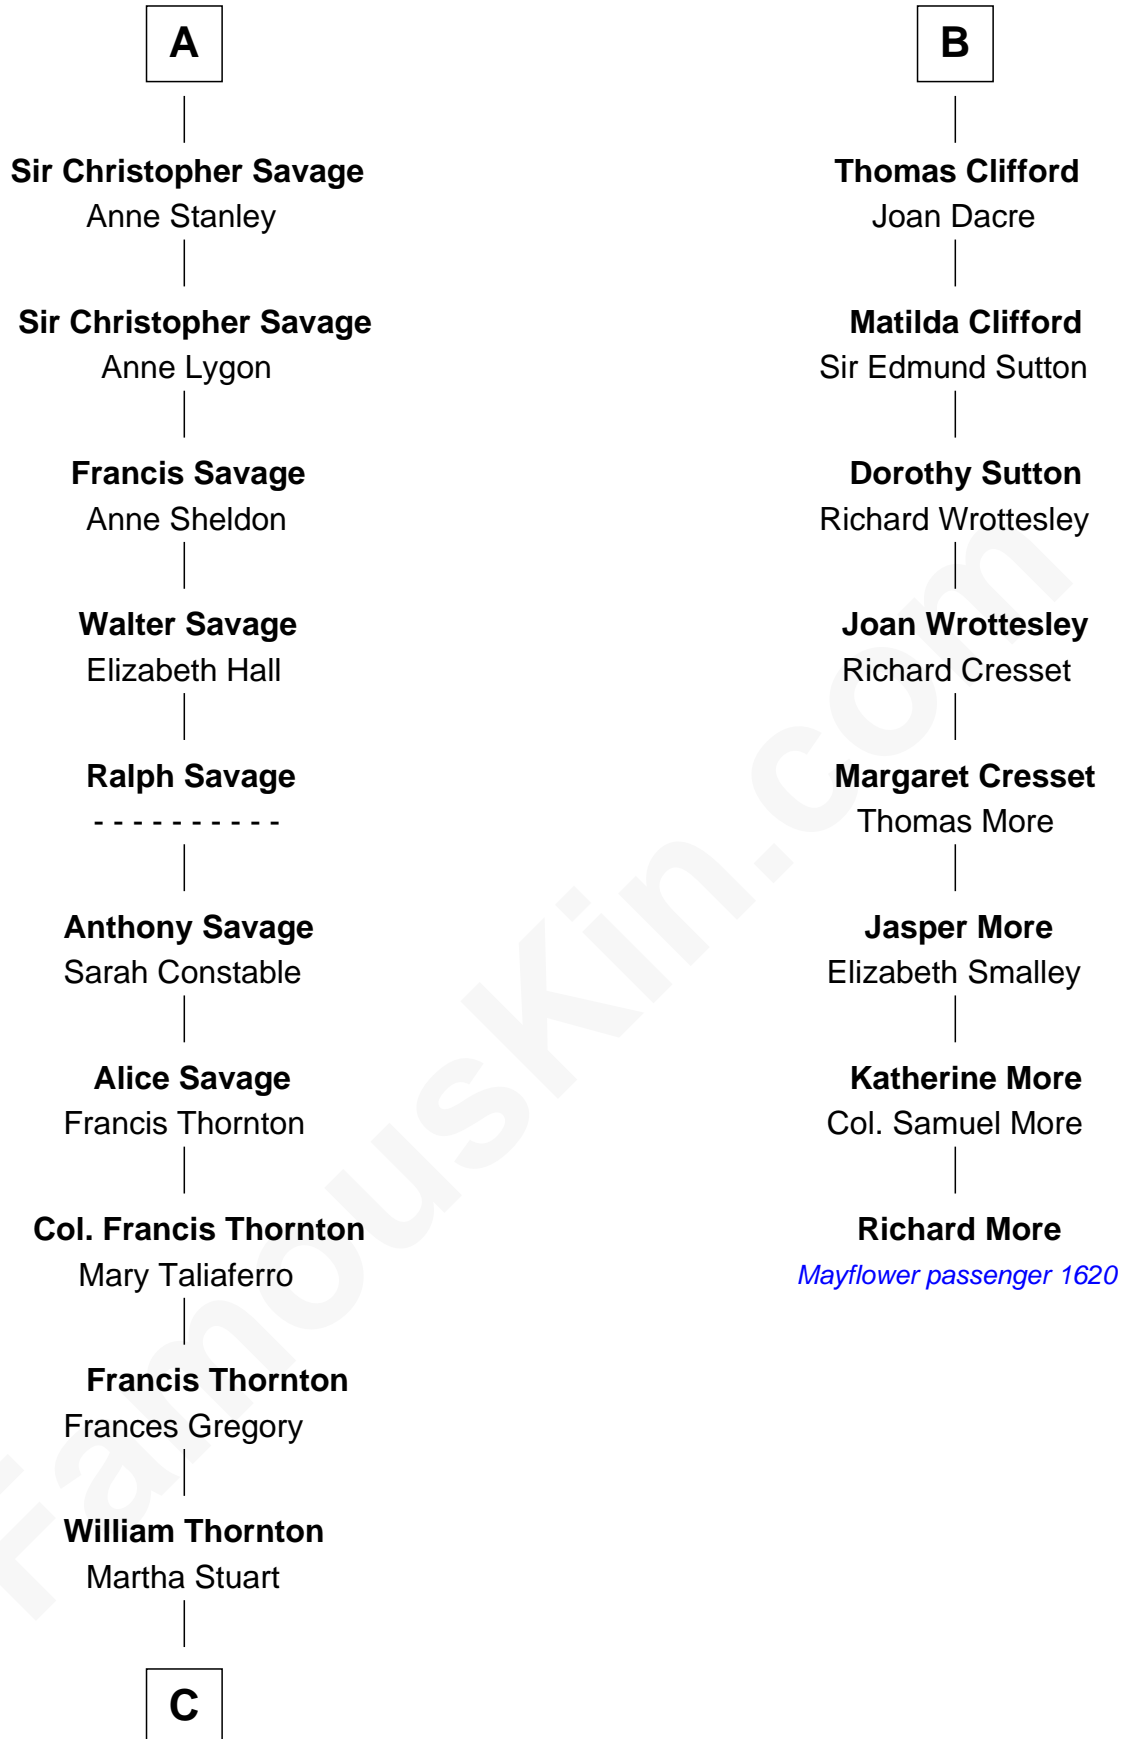 A
Sir Christopher Savage
Anne Stanley
Sir Christopher Savage
Anne Lygon
Francis Savage
Anne Sheldon
Walter Savage
Elizabeth Hall
Ralph Savage
- - - - - - - - - -
Anthony Savage
Sarah Constable
Alice Savage
Francis Thornton
Col. Francis Thornton
Mary Taliaferro
Francis Thornton
Frances Gregory
William Thornton
Martha Stuart
C
B
Thomas Clifford
Joan Dacre
Matilda Clifford
Sir Edmund Sutton
Dorothy Sutton
Richard Wrottesley
Joan Wrottesley
Richard Cresset
Margaret Cresset
Thomas More
Jasper More
Elizabeth Smalley
Katherine More
Col. Samuel More
Richard More
Mayflower passenger 1620
FamousKin.com